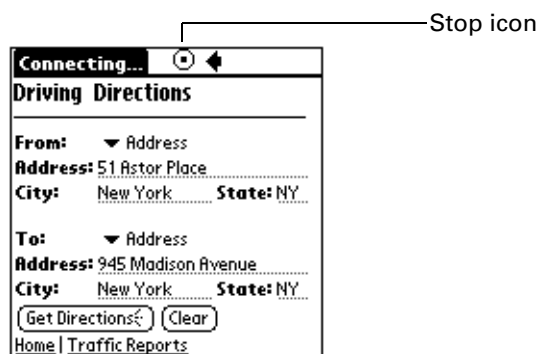 Stop icon
Connecting...
Driving Directions
From: Address
Address: 51 Astor Place
City: New York State: NY
To: Address
Address: 945 Madison Avenue
City: New York State: NY
Get Directions Clear
Home | Traffic Reports